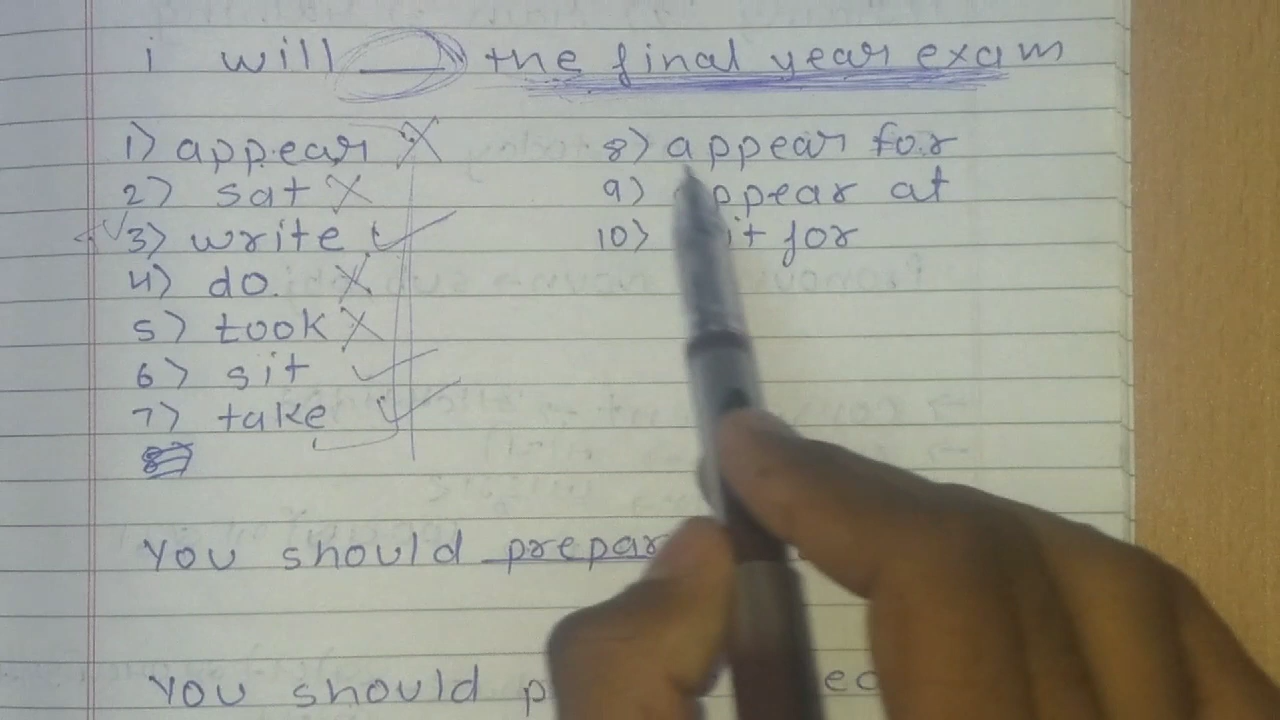 i will ___ the final year exam
1) appear X
2) sat X
3) write ✓
4) do. X
5) took X
6) sit ✓
7) take ✓
8) appear for
9) appear at
10) sit for
You should
You should